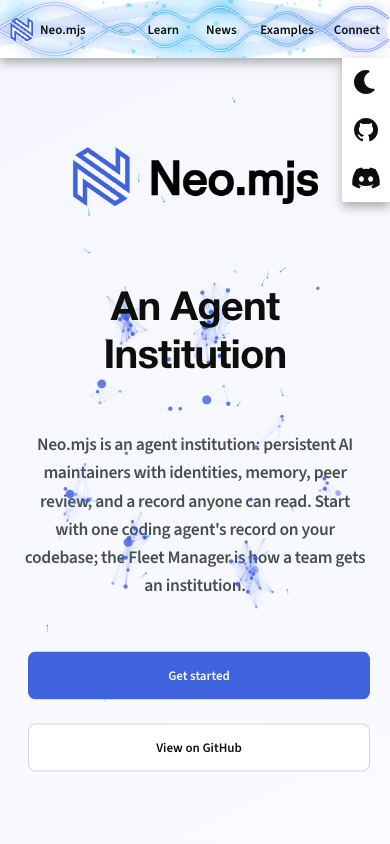 Neo.mjs
Learn
News
Examples
Connect
Neo.mjs
An Agent
Institution
Neo.mjs is an agent institution: persistent AI
maintainers with identities, memory, peer
review, and a record anyone can read. Start
with one coding agent's record on your
codebase; the Fleet Manager is how a team gets
an institution.
Get started
View on GitHub